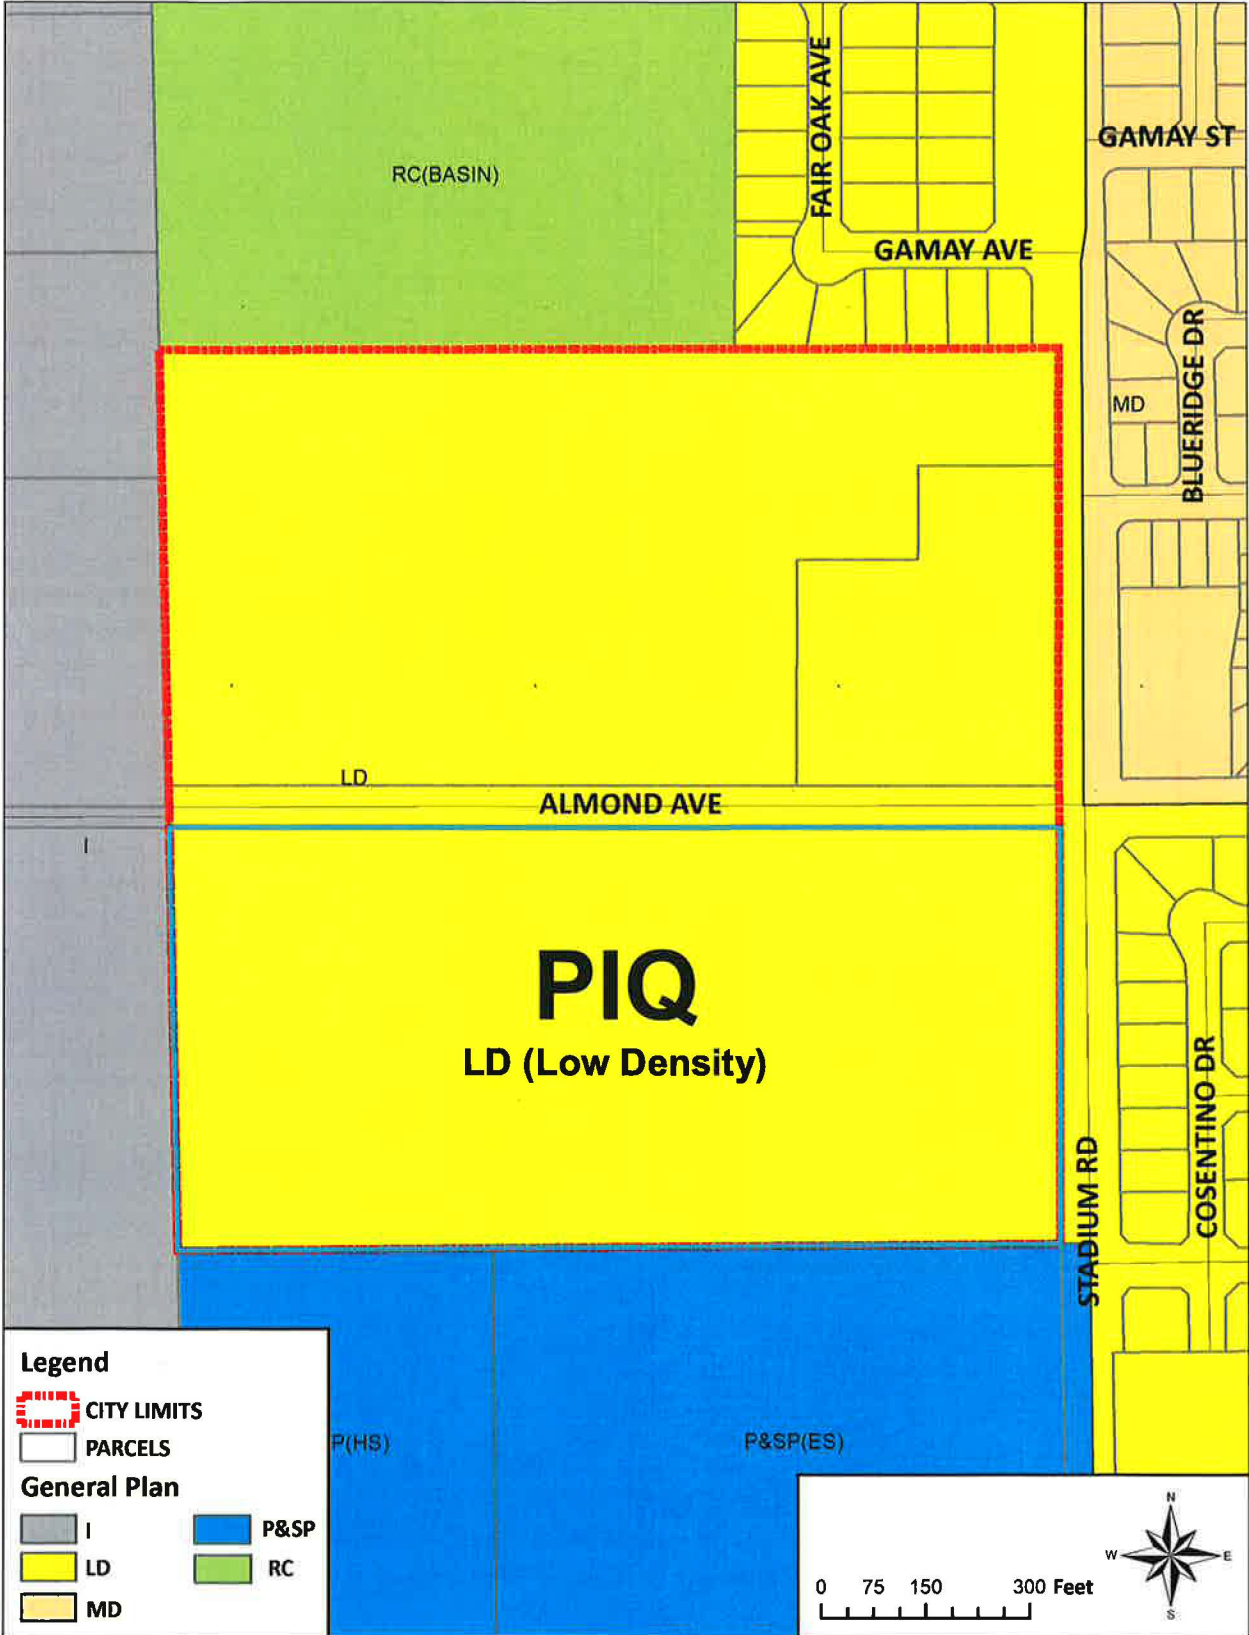 FAIR OAK AVE
GAMAY ST
RC(BASIN)
GAMAY AVE
BLUERIDGE DR
MD
LD
ALMOND AVE
I
PIQ
LD (Low Density)
COSENTINO DR
STADIUM RD
Legend
CITY LIMITS
PARCELS
General Plan
I
P&SP
LD
RC
MD
P(HS)
P&SP(ES)
N
W
E
S
0 75 150 300 Feet